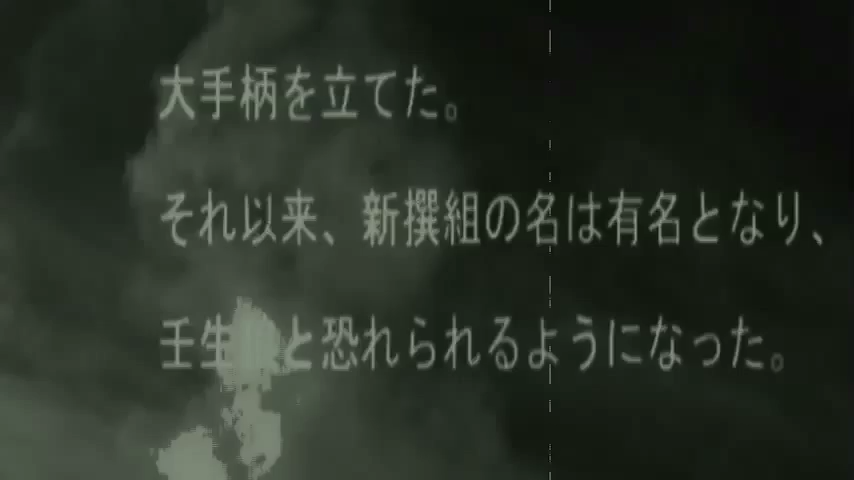 大手柄を立てた。
それ以来、新撰組の名は有名となり、
壬生 と恐れられるようになった。